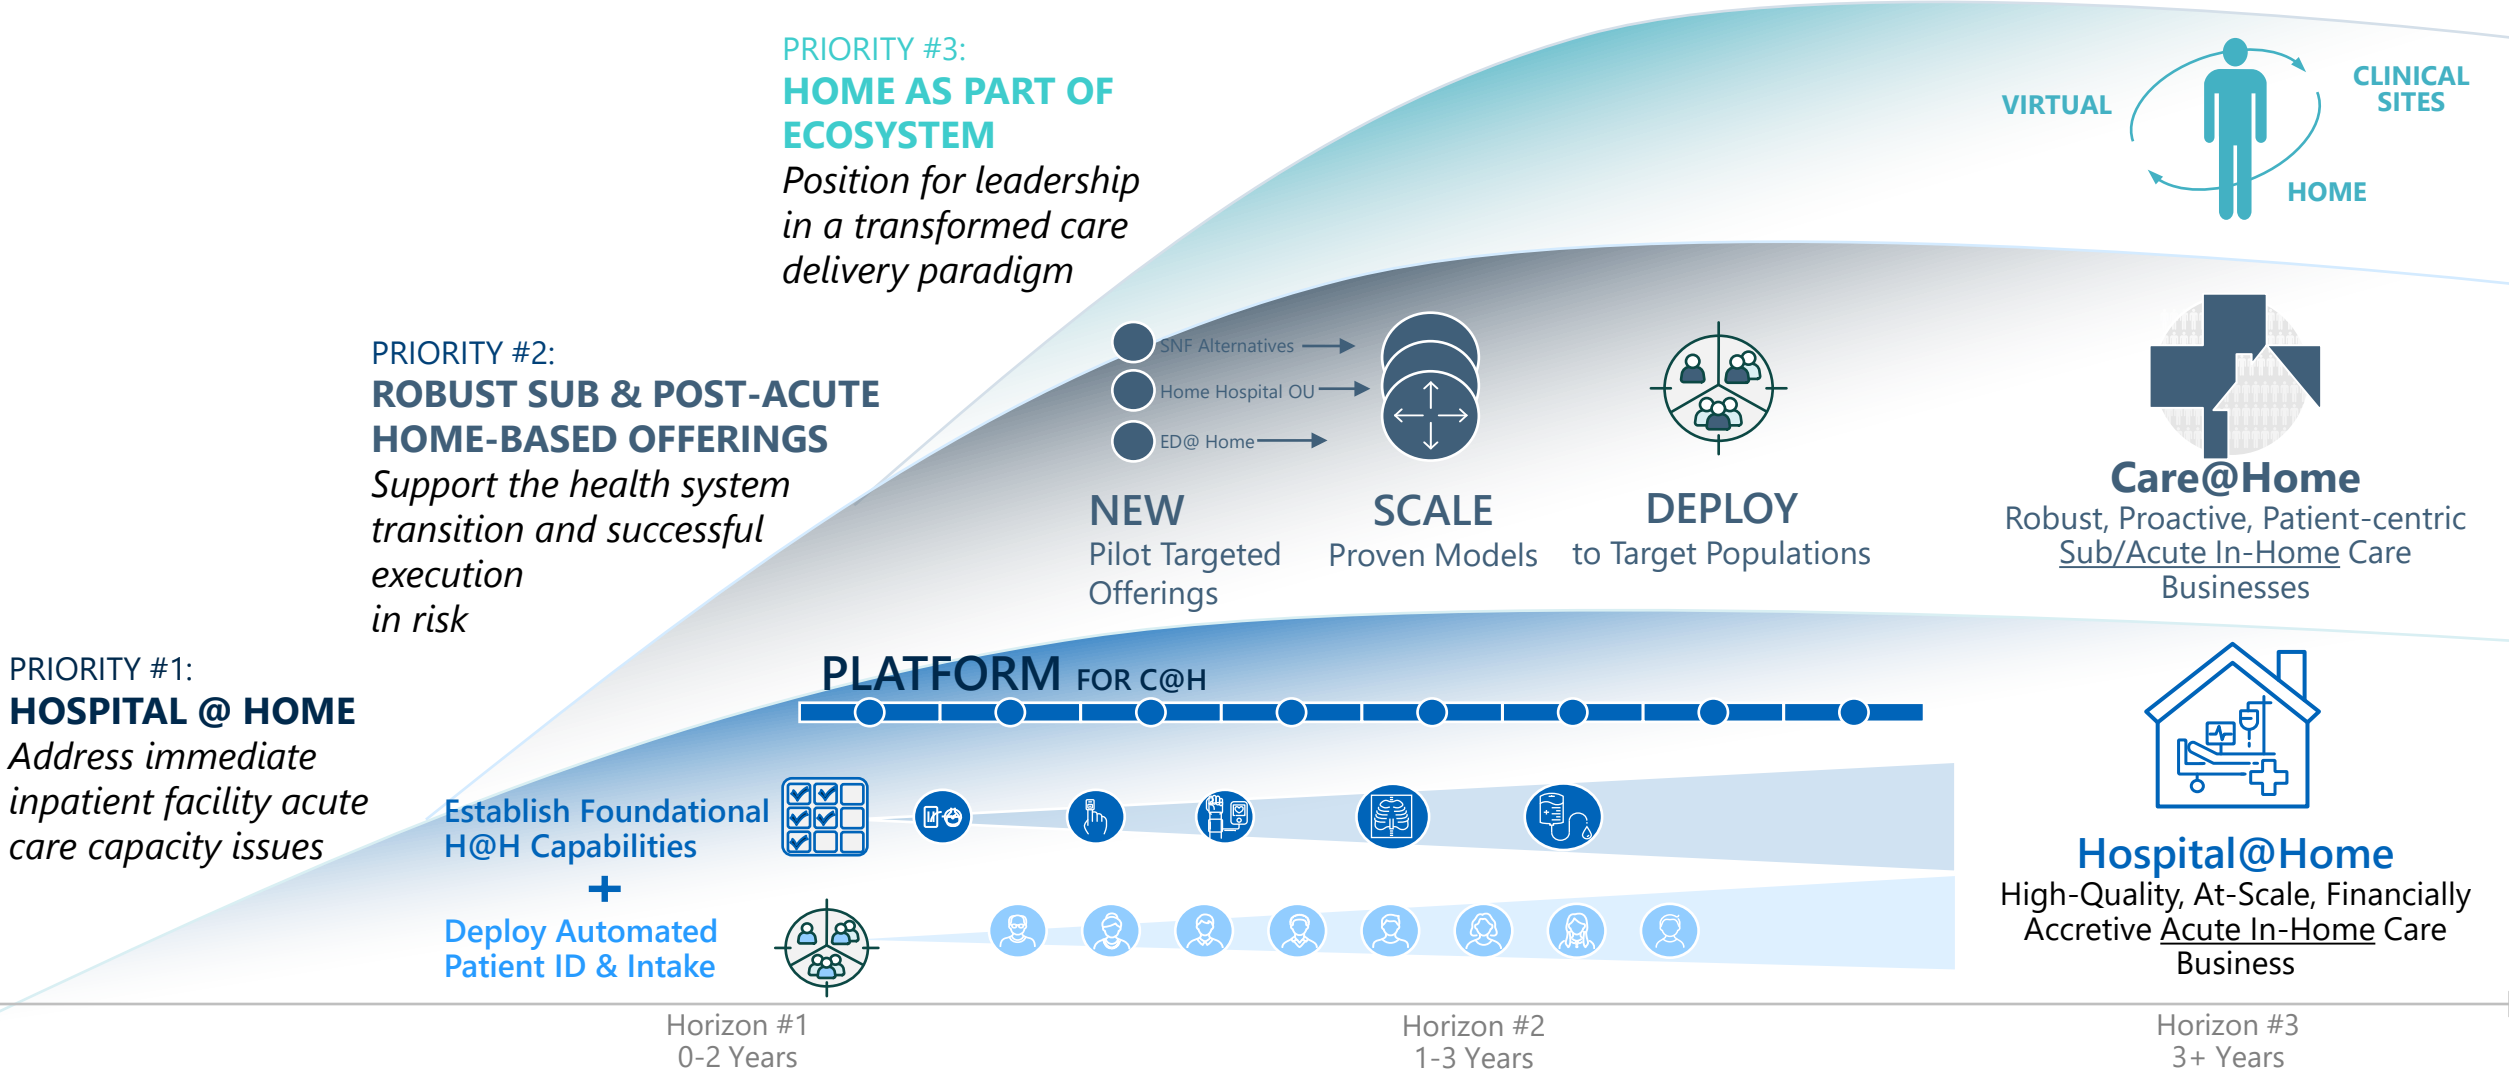 PRIORITY #3:
HOME AS PART OF
ECOSYSTEM
Position for leadership
in a transformed care
delivery paradigm
VIRTUAL
CLINICAL
SITES
HOME
PRIORITY #2:
ROBUST SUB & POST-ACUTE
HOME-BASED OFFERINGS
Support the health system
transition and successful
execution
in risk
SNF Alternatives
Home Hospital OU
ED@ Home
NEW
Pilot Targeted
Offerings
SCALE
Proven Models
DEPLOY
to Target Populations
Care@Home
Robust, Proactive, Patient-centric
Sub/Acute In-Home Care
Businesses
PRIORITY #1:
HOSPITAL @ HOME
Address immediate
inpatient facility acute
care capacity issues
PLATFORM FOR C@H
Establish Foundational
H@H Capabilities
+
Deploy Automated
Patient ID & Intake
Hospital@Home
High-Quality, At-Scale, Financially
Accretive Acute In-Home Care
Business
Horizon #1
0-2 Years
Horizon #2
1-3 Years
Horizon #3
3+ Years